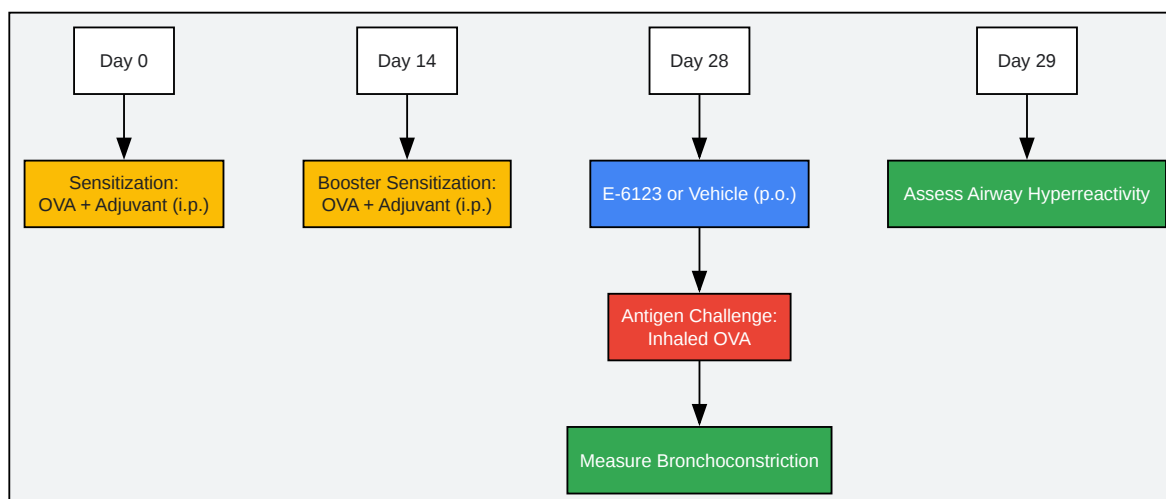 Day 0
Day 14
Day 28
Day 29
Sensitization:
OVA + Adjuvant (i.p.)
Booster Sensitization:
OVA + Adjuvant (i.p.)
E-6123 or Vehicle (p.o.)
Assess Airway Hyperreactivity
Antigen Challenge:
Inhaled OVA
Measure Bronchoconstriction